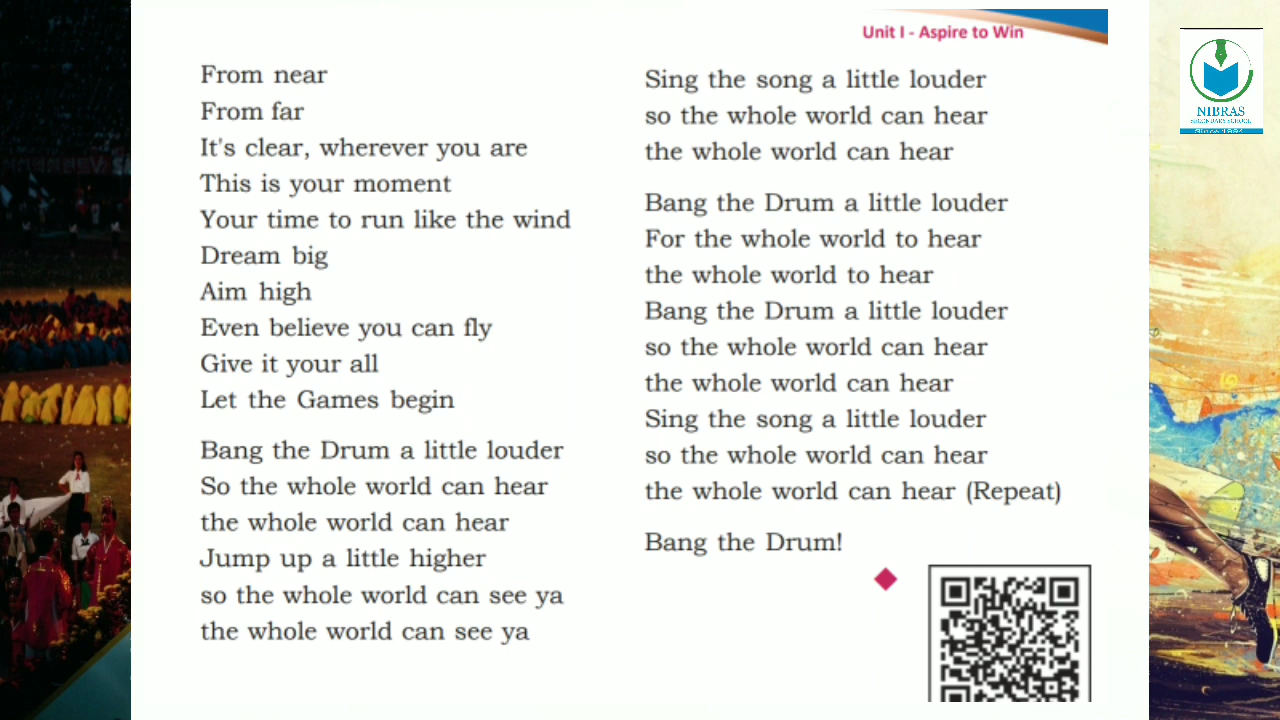 Unit I - Aspire to Win
From near
From far
It's clear, wherever you are
This is your moment
Your time to run like the wind
Dream big
Aim high
Even believe you can fly
Give it your all
Let the Games begin
Bang the Drum a little louder
So the whole world can hear
the whole world can hear
Jump up a little higher
so the whole world can see ya
the whole world can see ya
Sing the song a little louder
so the whole world can hear
the whole world can hear
Bang the Drum a little louder
For the whole world to hear
the whole world to hear
Bang the Drum a little louder
so the whole world can hear
the whole world can hear
Sing the song a little louder
so the whole world can hear
the whole world can hear (Repeat)
Bang the Drum!
NIBRAS
SECONDARY SCHOOL
Since 1994